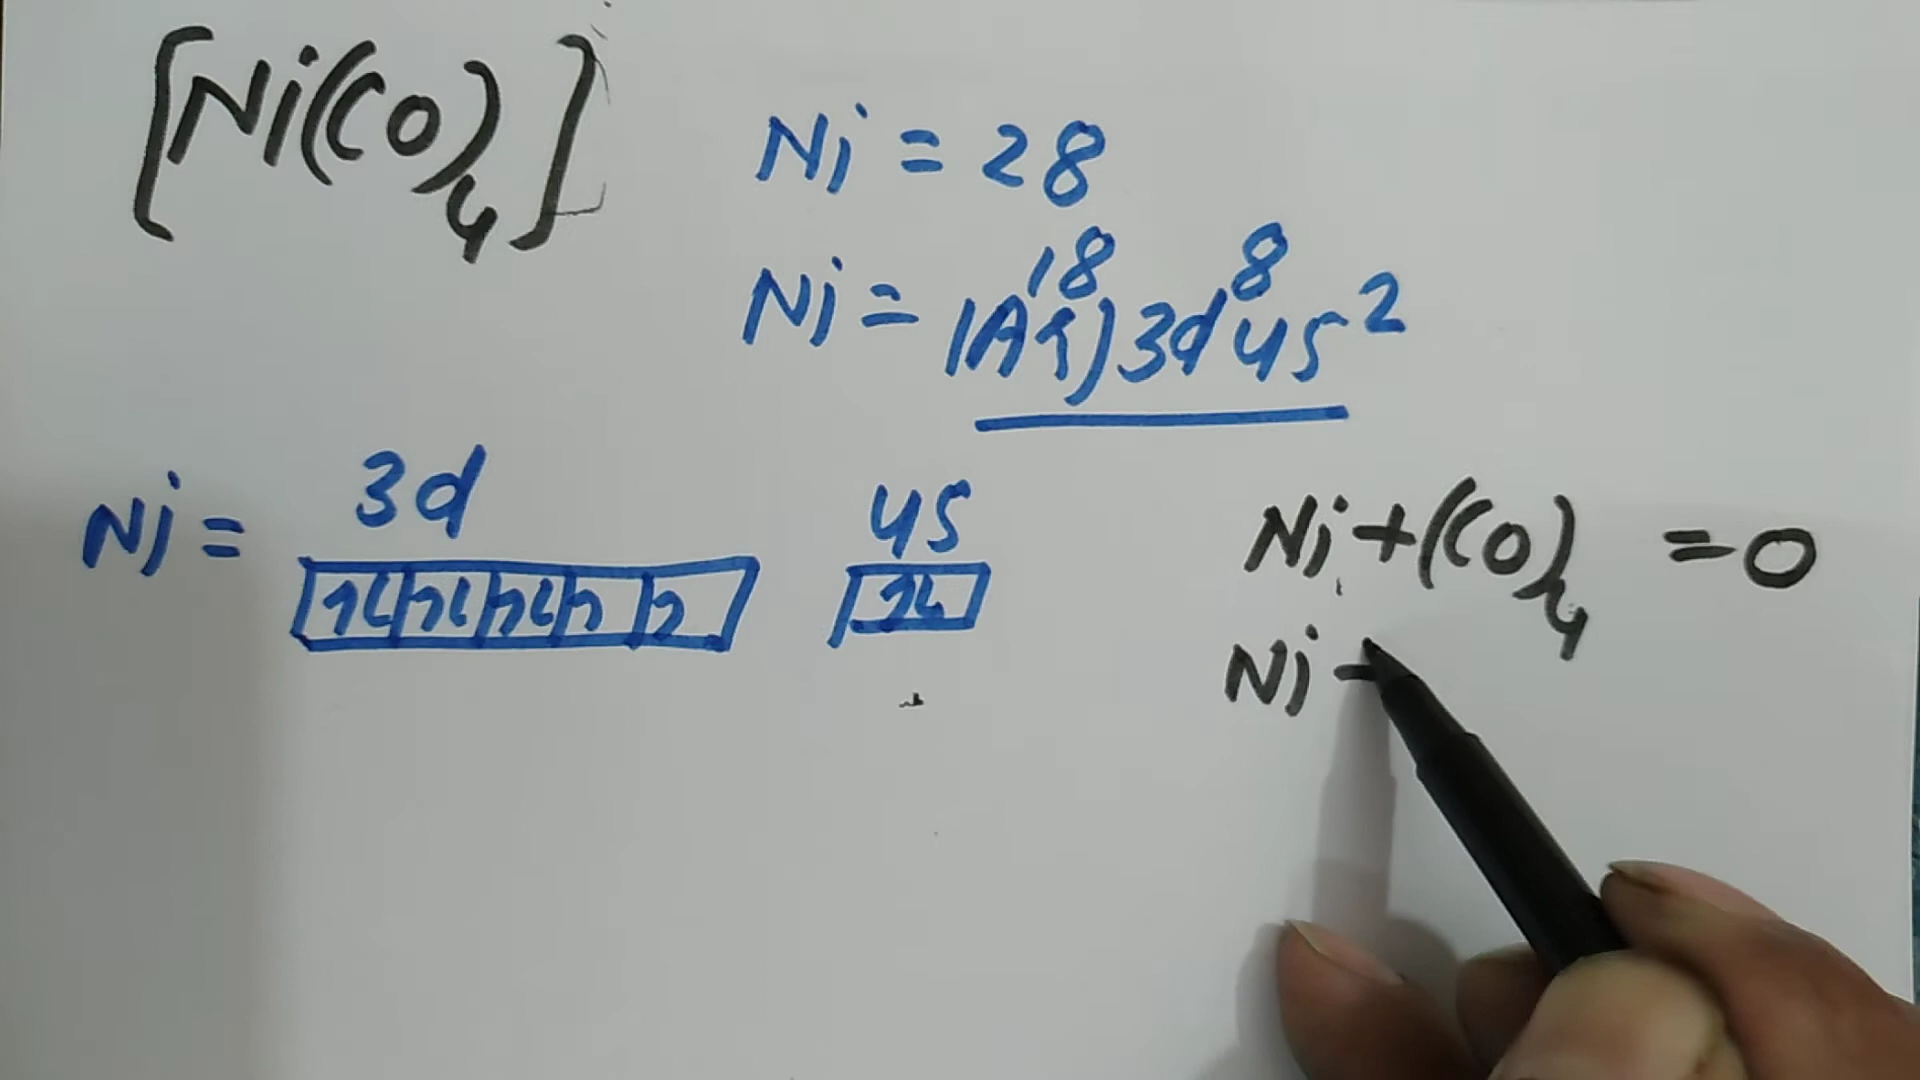 [Ni(CO)4]
Ni = 28
Ni = (Ar)18 3d8 4s2
3d 4s
Ni =
Ni + (CO)4 = 0
Ni +